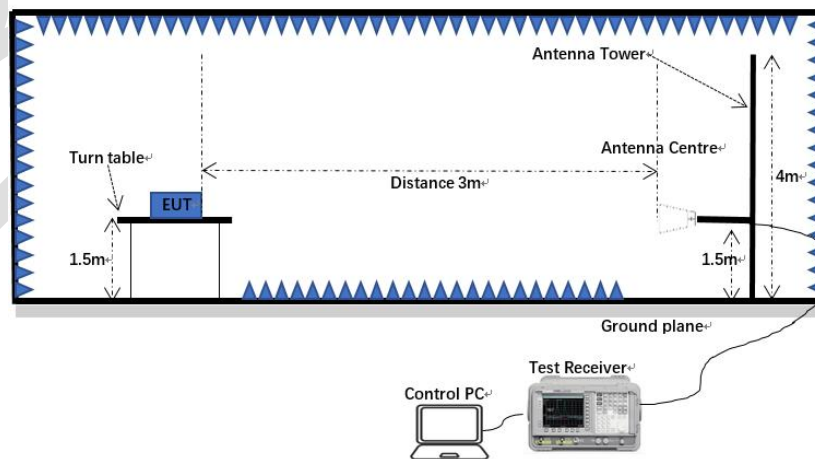 Antenna Tower
Turn table
Antenna Centre
Distance 3m
4m
EUT
1.5m
1.5m
Ground plane
Test Receiver
Control PC